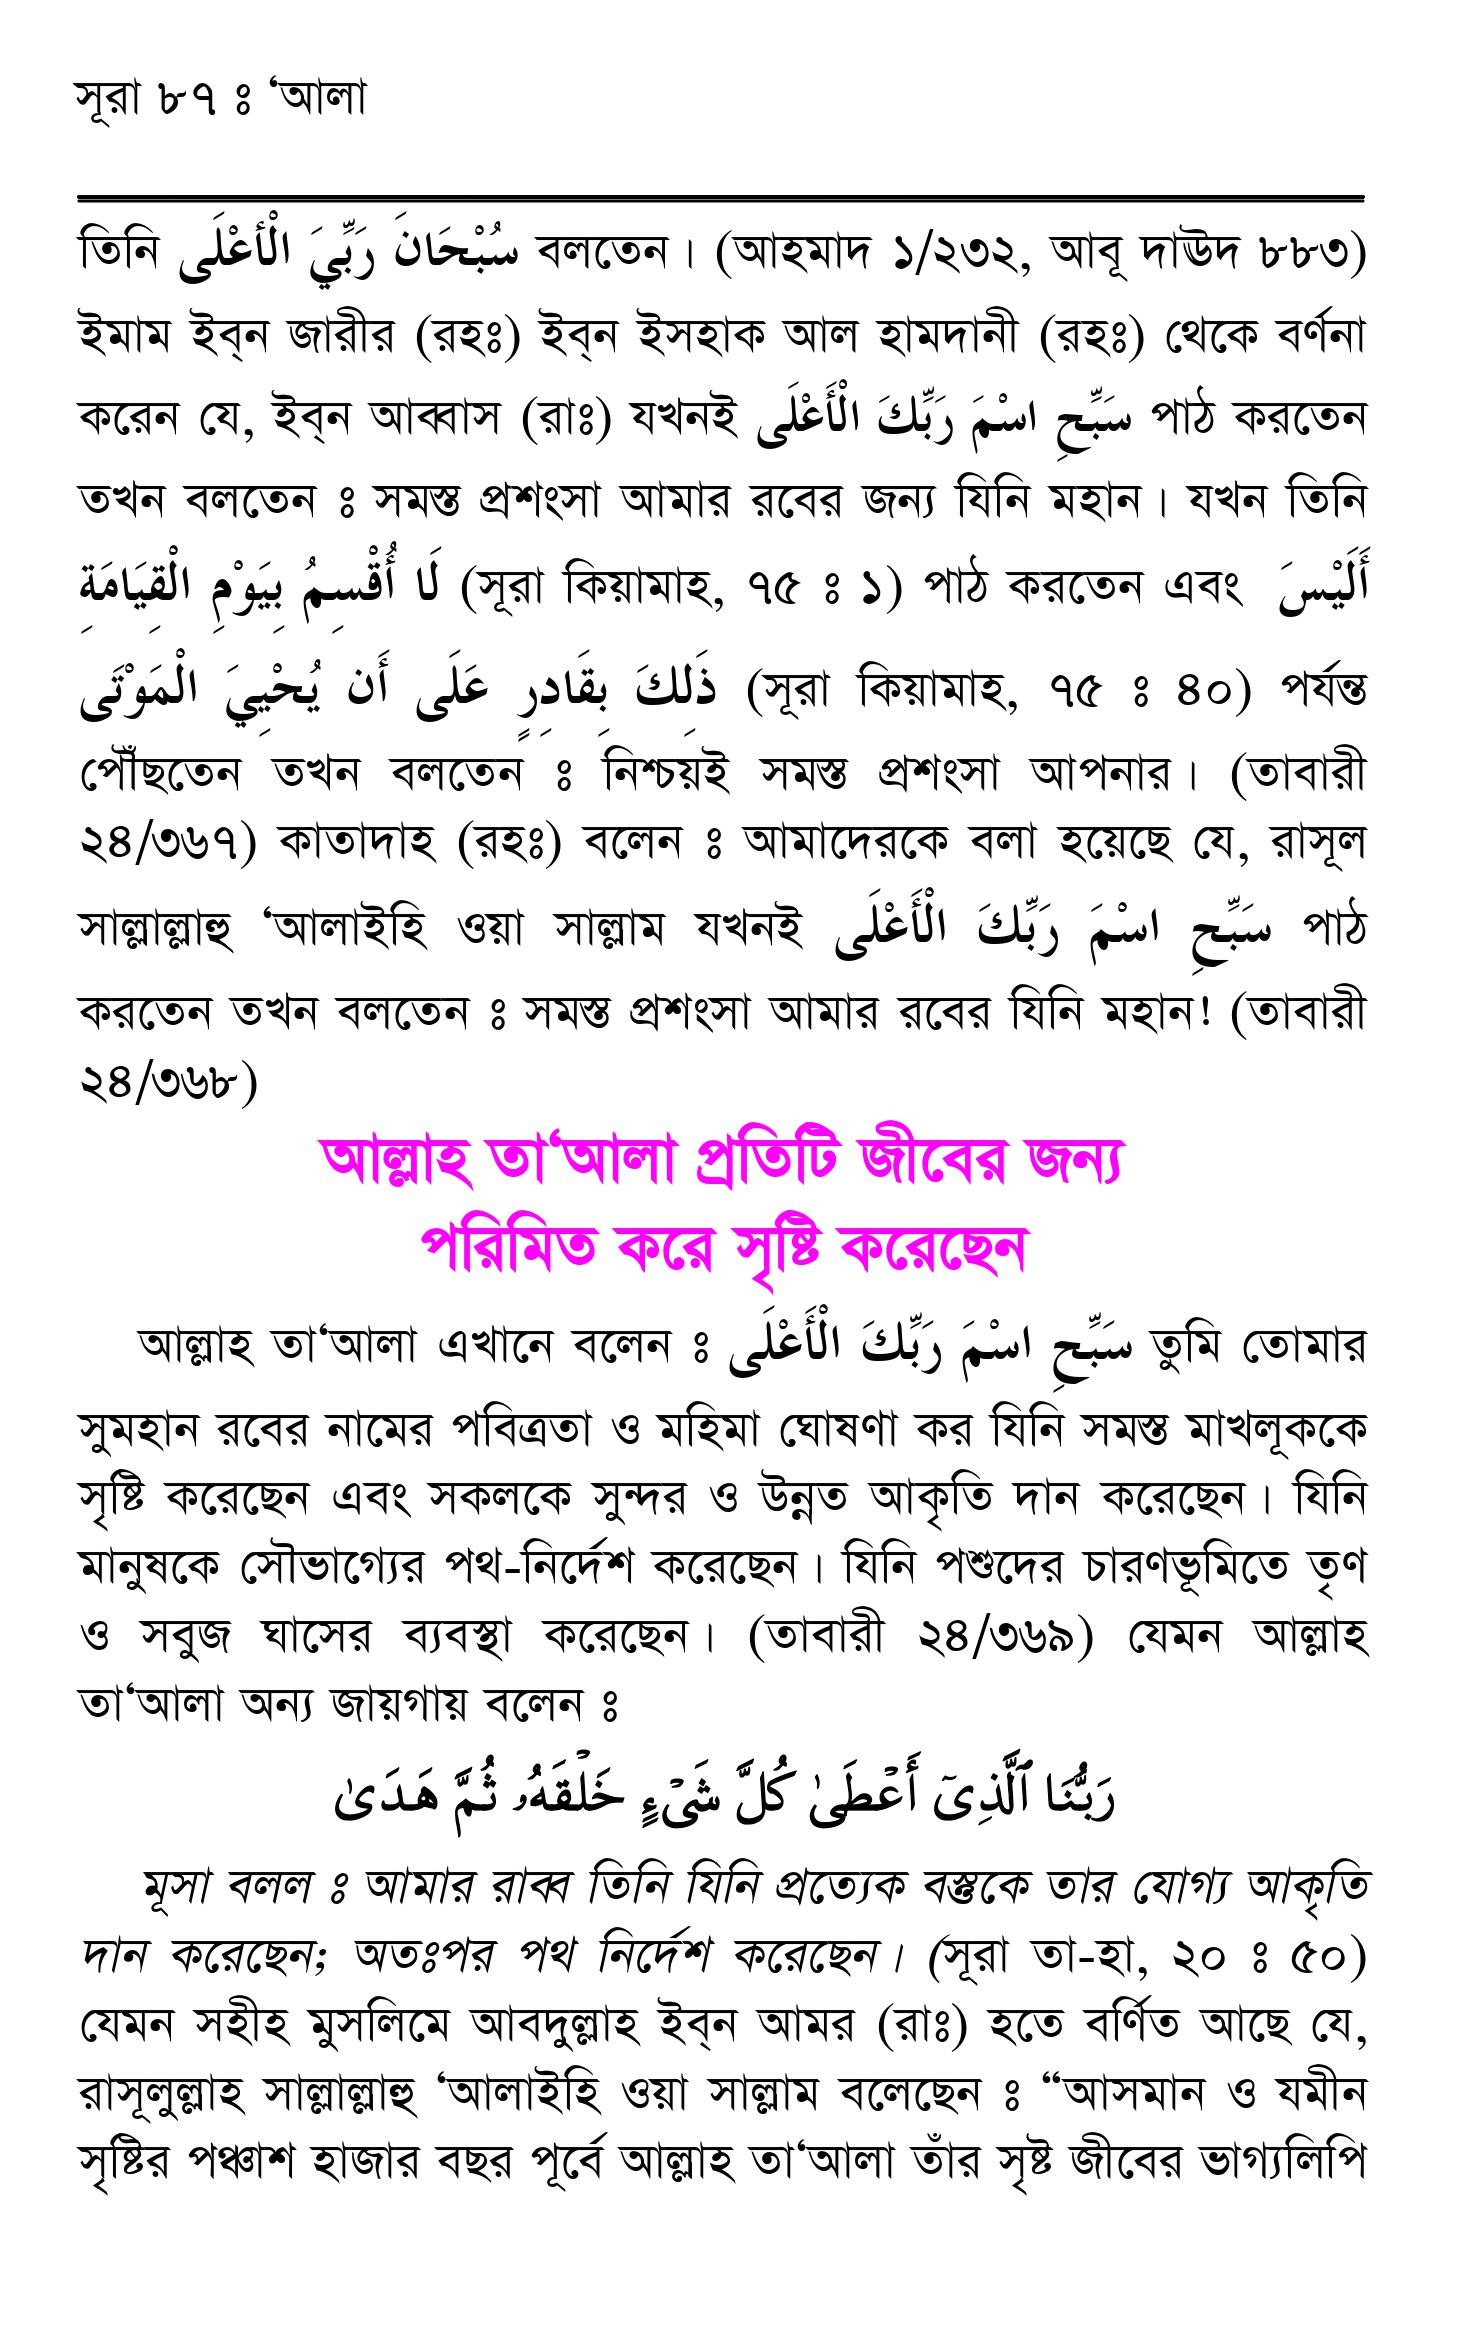 সূরা ৮৭ ঃ ‘আলা
তিনি سُبْحَانَ رَبِّيَ الْأَعْلَى বলতেন। (আহমাদ ১/২৩২, আবূ দাঊদ ৮৮৩)
ইমাম ইব্‌ন জারীর (রহঃ) ইব্‌ন ইসহাক আল হামদানী (রহঃ) থেকে বর্ণনা
করেন যে, ইব্‌ন আব্বাস (রাঃ) যখনই سَبِّحِ اسْمَ رَبِّكَ الْأَعْلَى পাঠ করতেন
তখন বলতেন ঃ সমস্ত প্রশংসা আমার রবের জন্য যিনি মহান। যখন তিনি
لَا أُقْسِمُ بِيَوْمِ الْقِيَامَةِ (সূরা কিয়ামাহ, ৭৫ ঃ ১) পাঠ করতেন এবং أَلَيْسَ
ذَلِكَ بِقَادِرٍ عَلَى أَن يُحْيِيَ الْمَوْتَى (সূরা কিয়ামাহ, ৭৫ ঃ ৪০) পর্যন্ত
পৌঁছতেন তখন বলতেন ঃ নিশ্চয়ই সমস্ত প্রশংসা আপনার। (তাবারী
২৪/৩৬৭) কাতাদাহ (রহঃ) বলেন ঃ আমাদেরকে বলা হয়েছে যে, রাসূল
সাল্লাল্লাহু ‘আলাইহি ওয়া সাল্লাম যখনই سَبِّحِ اسْمَ رَبِّكَ الْأَعْلَى পাঠ
করতেন তখন বলতেন ঃ সমস্ত প্রশংসা আমার রবের যিনি মহান! (তাবারী
২৪/৩৬৮)
আল্লাহ তা‘আলা প্রতিটি জীবের জন্য
পরিমিত করে সৃষ্টি করেছেন
আল্লাহ তা‘আলা এখানে বলেন ঃ سَبِّحِ اسْمَ رَبِّكَ الْأَعْلَى তুমি তোমার
সুমহান রবের নামের পবিত্রতা ও মহিমা ঘোষণা কর যিনি সমস্ত মাখলূককে
সৃষ্টি করেছেন এবং সকলকে সুন্দর ও উন্নত আকৃতি দান করেছেন। যিনি
মানুষকে সৌভাগ্যের পথ-নির্দেশ করেছেন। যিনি পশুদের চারণভূমিতে তৃণ
ও সবুজ ঘাসের ব্যবস্থা করেছেন। (তাবারী ২৪/৩৬৯) যেমন আল্লাহ
তা‘আলা অন্য জায়গায় বলেন ঃ
رَبُّنَا ٱلَّذِىٓ أَعْطَىٰ كُلَّ شَىْءٍ خَلْقَهُۥ ثُمَّ هَدَىٰ
মূসা বলল ঃ আমার রাব্ব তিনি যিনি প্রত্যেক বস্তুকে তার যোগ্য আকৃতি
দান করেছেন; অতঃপর পথ নির্দেশ করেছেন। (সূরা তা-হা, ২০ ঃ ৫০)
যেমন সহীহ মুসলিমে আবদুল্লাহ ইব্‌ন আমর (রাঃ) হতে বর্ণিত আছে যে,
রাসূলুল্লাহ সাল্লাল্লাহু ‘আলাইহি ওয়া সাল্লাম বলেছেন ঃ “আসমান ও যমীন
সৃষ্টির পঞ্চাশ হাজার বছর পূর্বে আল্লাহ তা‘আলা তাঁর সৃষ্ট জীবের ভাগ্যলিপি